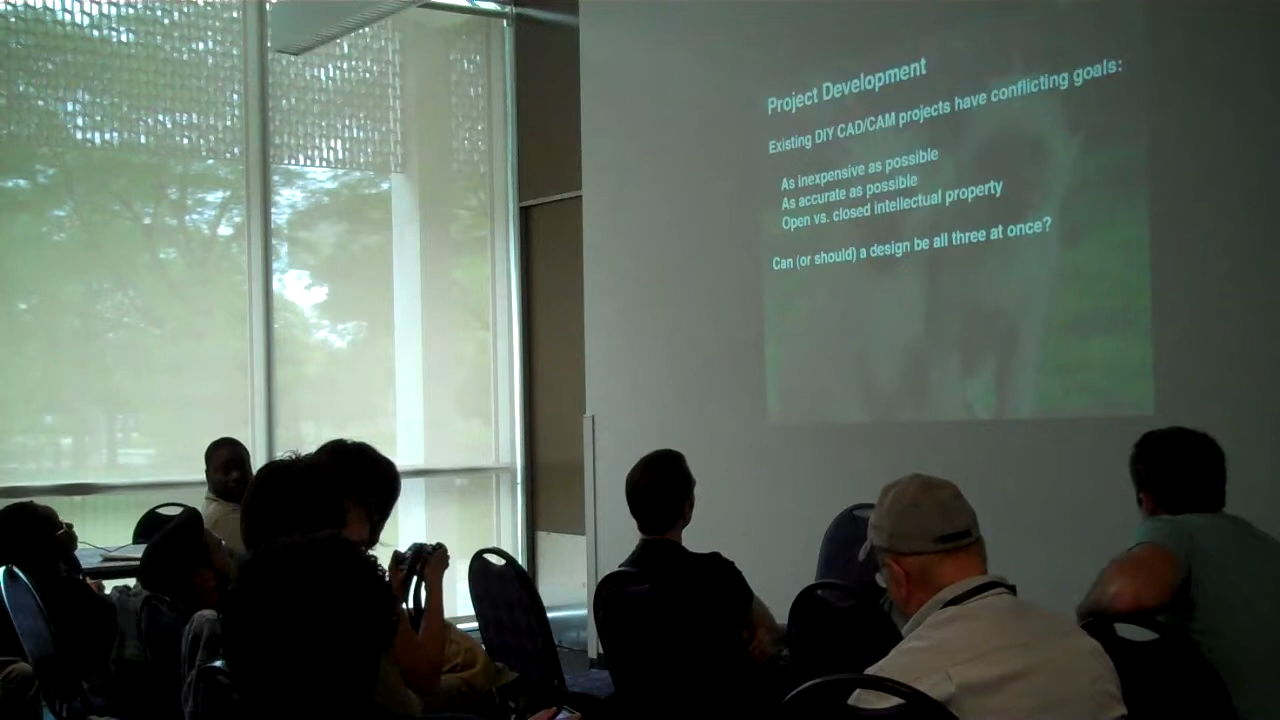 Project Development
Existing DIY CAD/CAM projects have conflicting goals:
As inexpensive as possible
As accurate as possible
Open vs. closed intellectual property
Can (or should) a design be all three at once?